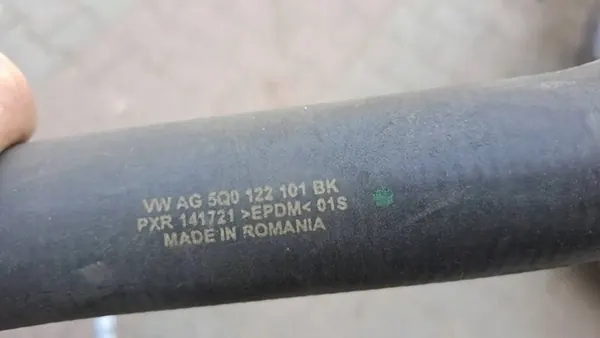 VW AG 5Q0 122 101 BK
PXR 141721 >EPDM< 01S
MADE IN ROMANIA